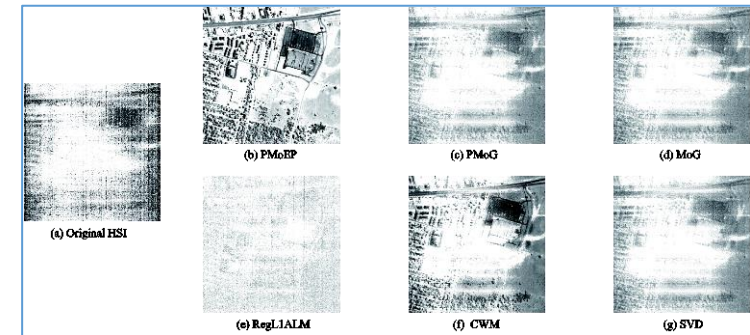 (b) PMoEP
(c) PMoG
(d) MoG
(a) Original HSI
(e) RegL1ALM
(f) CWM
(g) SVD